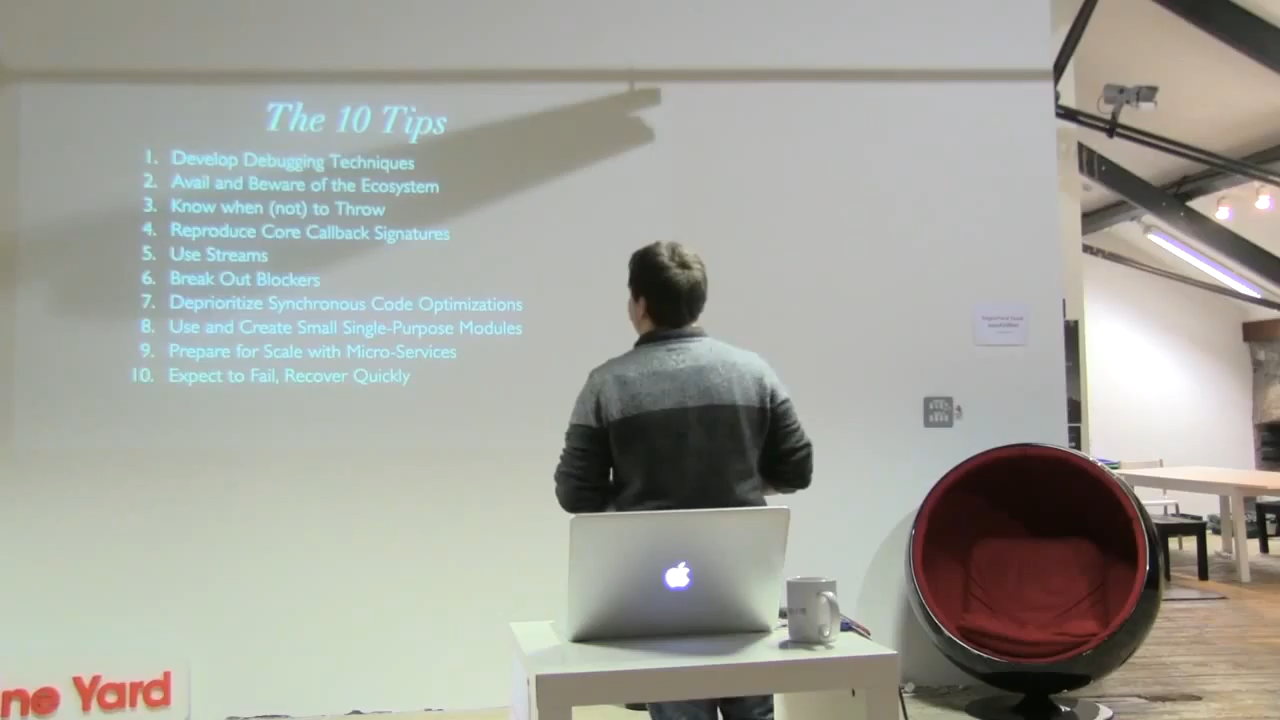 The 10 Tips
1. Develop Debugging Techniques
2. Avail and Beware of the Ecosystem
3. Know when (not) to Throw
4. Reproduce Core Callback Signatures
5. Use Streams
6. Break Out Blockers
7. Deprioritize Synchronous Code Optimizations
8. Use and Create Small Single-Purpose Modules
9. Prepare for Scale with Micro-Services
10. Expect to Fail, Recover Quickly
ne Yard